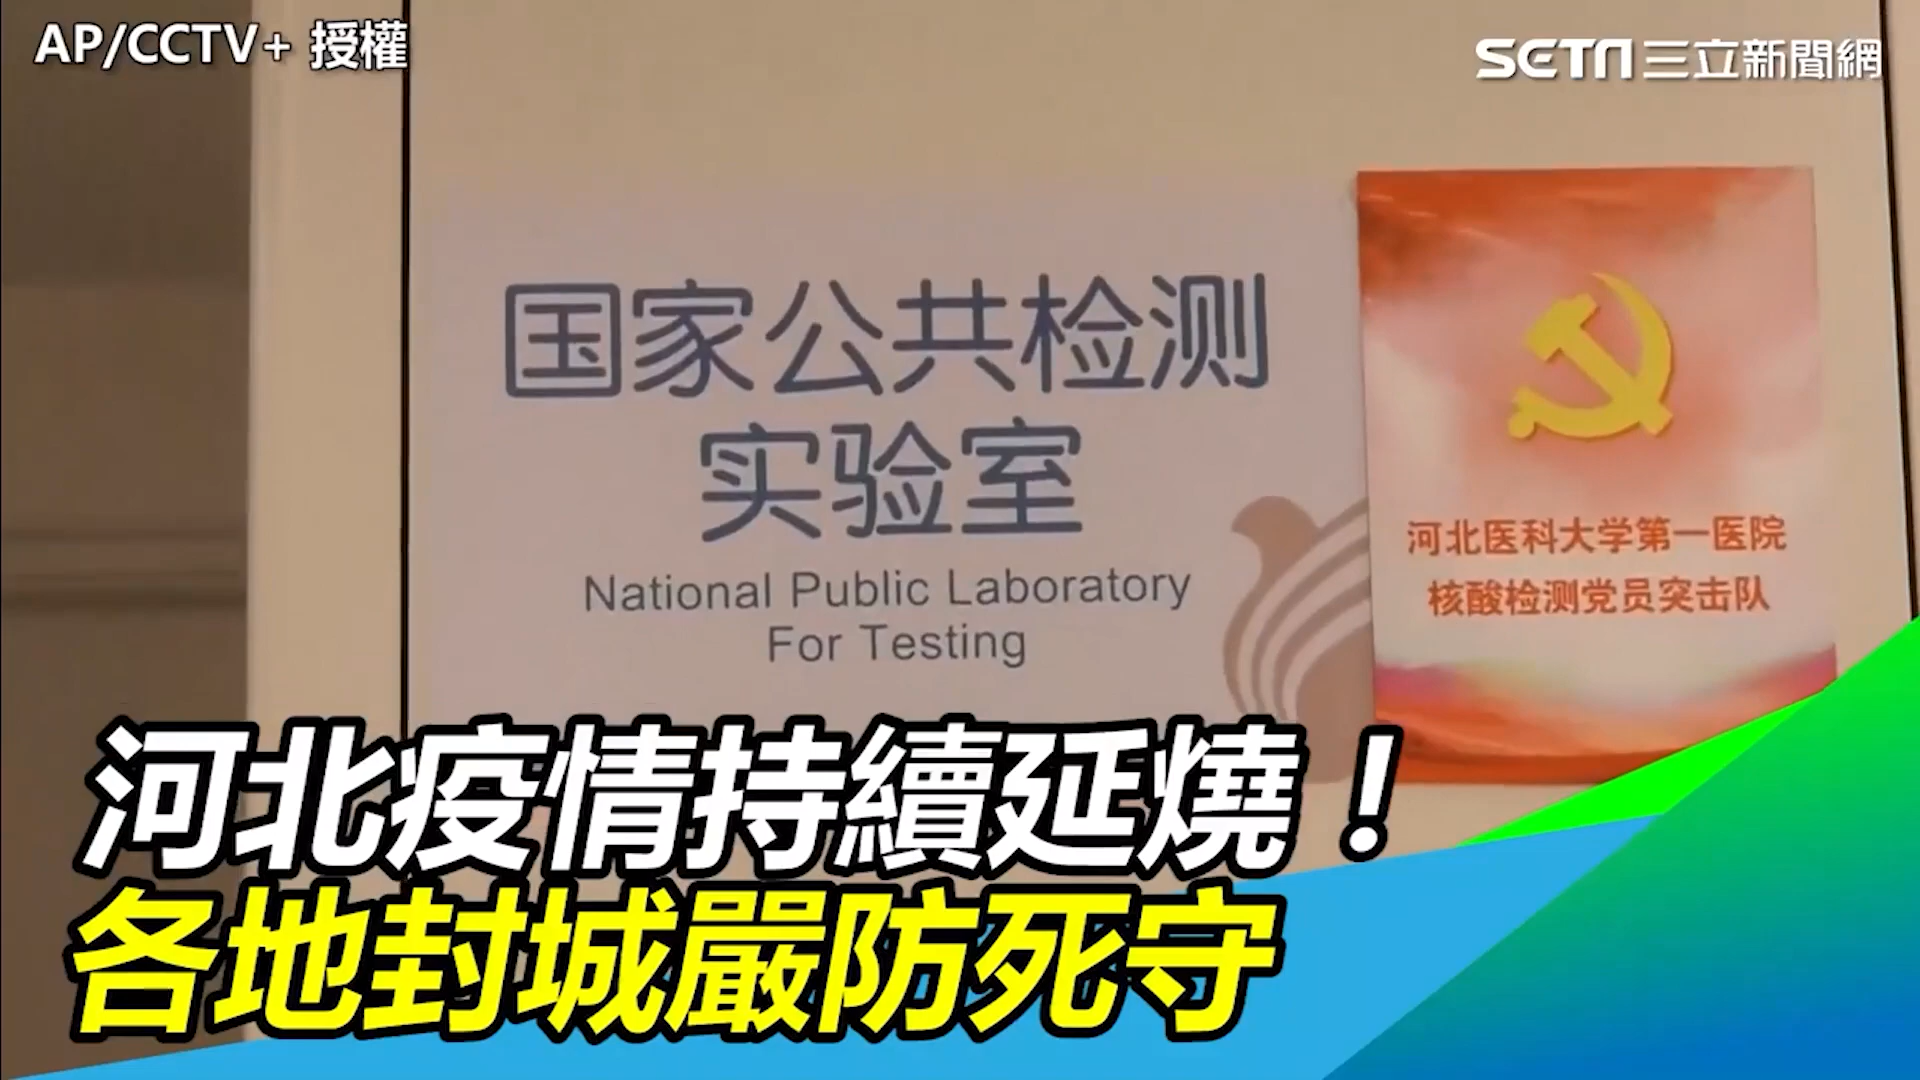 AP/CCTV+ 授權
SETN三立新聞網
国家公共检测
实验室
National Public Laboratory
For Testing
河北医科大学第一医院
核酸检测党员突击队
河北疫情持續延燒！
各地封城嚴防死守